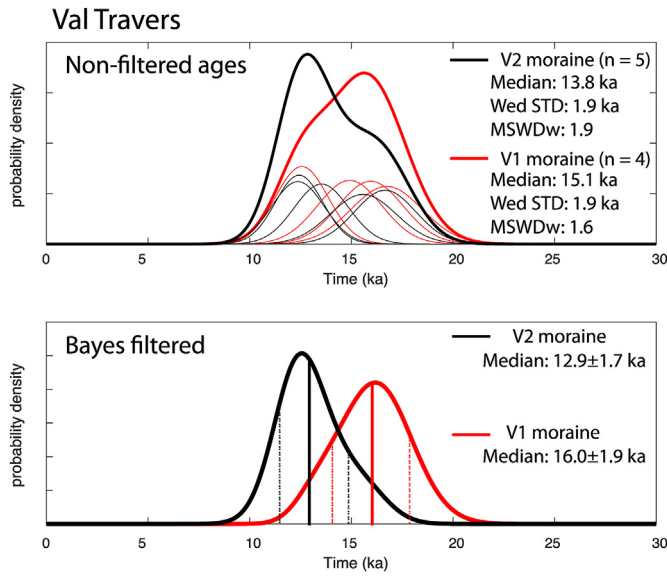 Val Travers
Non-filtered ages
V2 moraine (n = 5)
Median: 13.8 ka
Wed STD: 1.9 ka
MSWDw: 1.9
V1 moraine (n = 4)
Median: 15.1 ka
Wed STD: 1.9 ka
MSWDw: 1.6
probability density
0 5 10 15 20 25 30
Time (ka)
Bayes filtered
V2 moraine
Median: 12.9±1.7 ka
V1 moraine
Median: 16.0±1.9 ka
probability density
0 5 10 15 20 25 30
Time (ka)